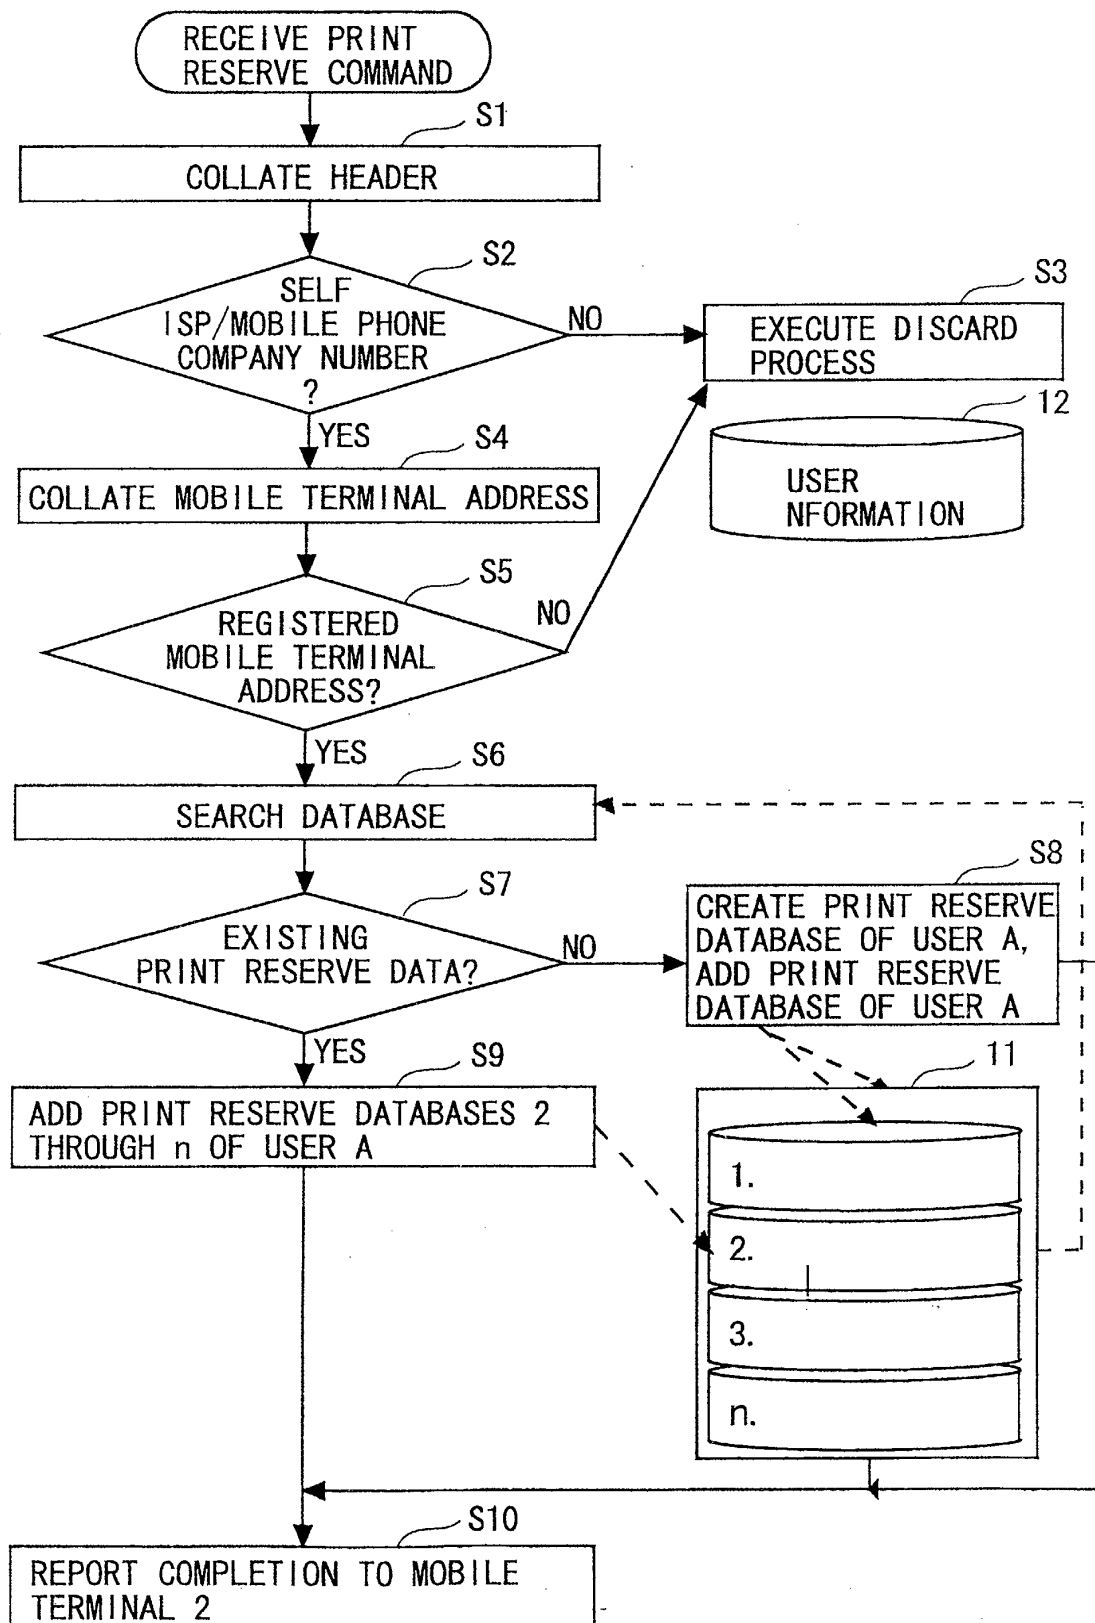 RECEIVE PRINT
RESERVE COMMAND
S1
COLLATE HEADER
S2
SELF
ISP/MOBILE PHONE
COMPANY NUMBER
?
NO
S3
EXECUTE DISCARD
PROCESS
YES
12
USER
NFORMATION
S4
COLLATE MOBILE TERMINAL ADDRESS
S5
REGISTERED
MOBILE TERMINAL
ADDRESS?
NO
YES
S6
SEARCH DATABASE
S7
EXISTING
PRINT RESERVE DATA?
NO
S8
CREATE PRINT RESERVE
DATABASE OF USER A,
ADD PRINT RESERVE
DATABASE OF USER A
YES
S9
ADD PRINT RESERVE DATABASES 2
THROUGH n OF USER A
11
1.
2.
3.
n.
S10
REPORT COMPLETION TO MOBILE
TERMINAL 2